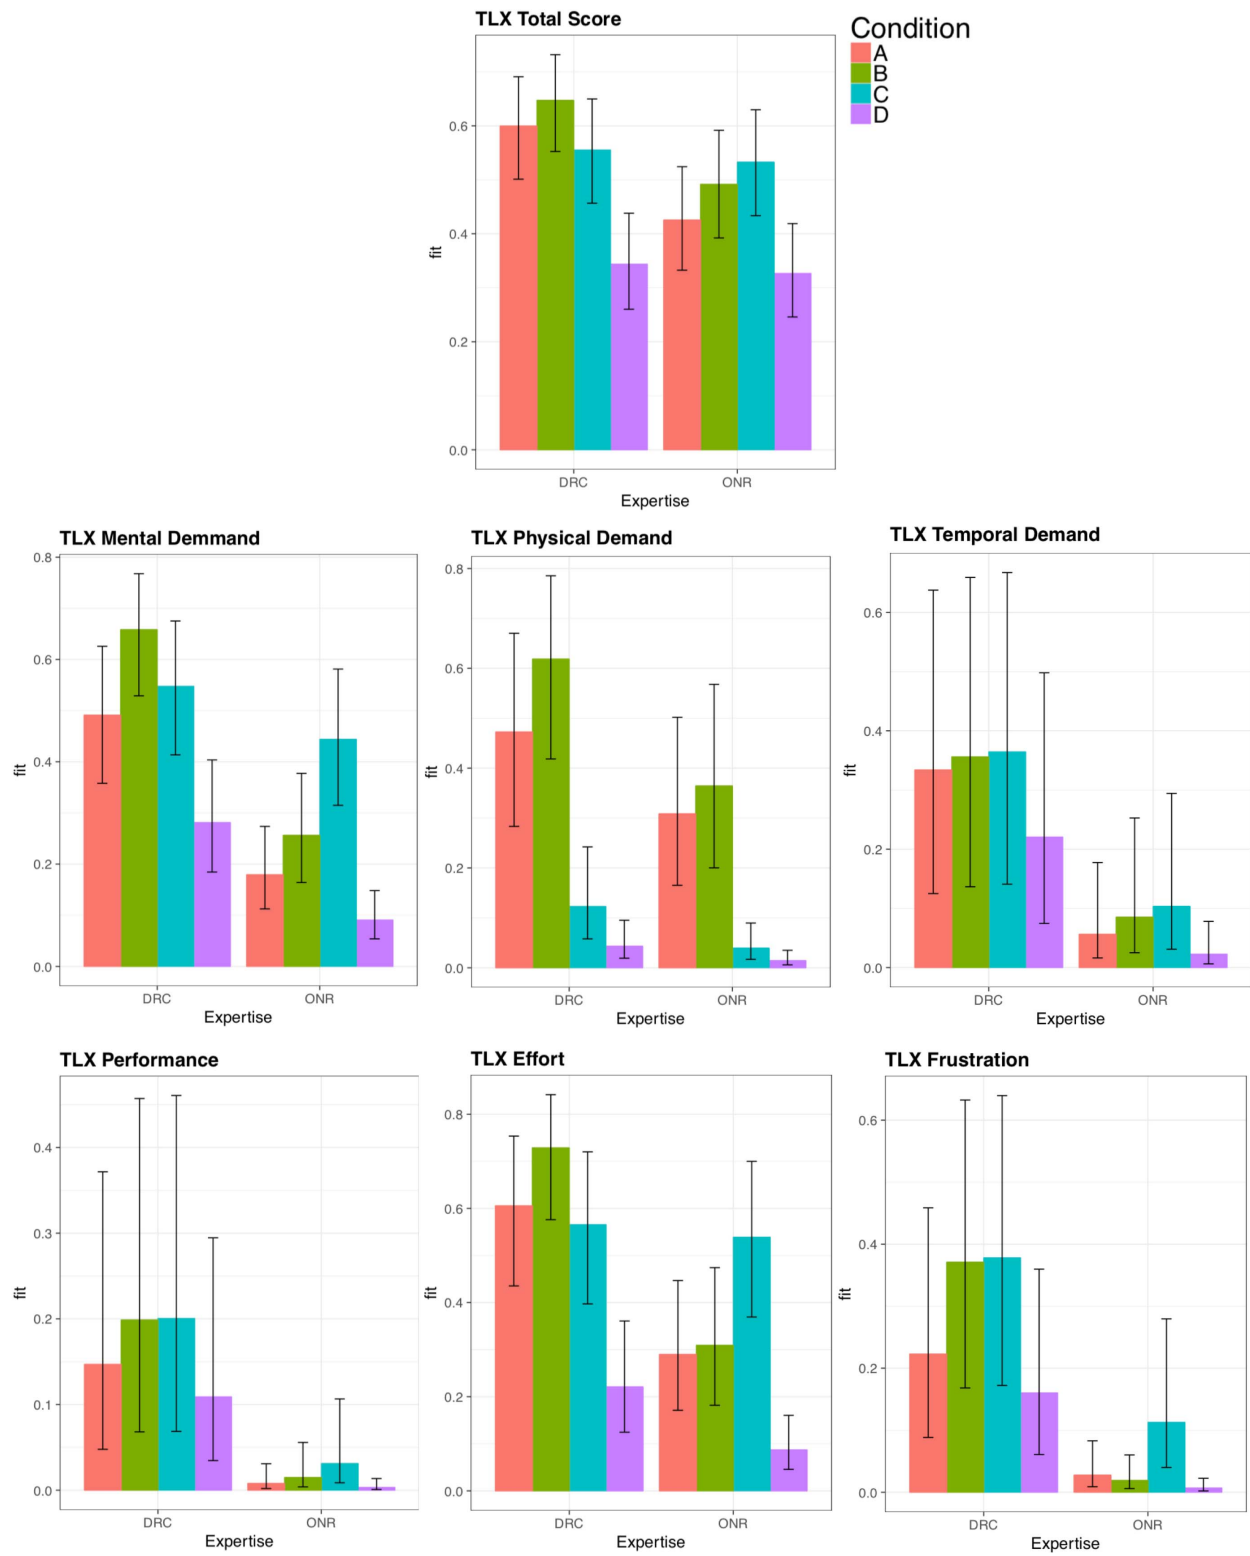 TLX Total Score
Condition
A
B
C
D
0.6
0.4
0.2
0.0
fit
DRC
ONR
Expertise
TLX Mental Demmand
0.8
0.6
0.4
0.2
0.0
fit
DRC
ONR
Expertise
TLX Physical Demand
0.8
0.6
0.4
0.2
0.0
fit
DRC
ONR
Expertise
TLX Temporal Demand
0.6
0.4
0.2
0.0
fit
DRC
ONR
Expertise
TLX Performance
0.4
0.3
0.2
0.1
0.0
fit
DRC
ONR
Expertise
TLX Effort
0.8
0.6
0.4
0.2
0.0
fit
DRC
ONR
Expertise
TLX Frustration
0.6
0.4
0.2
0.0
fit
DRC
ONR
Expertise